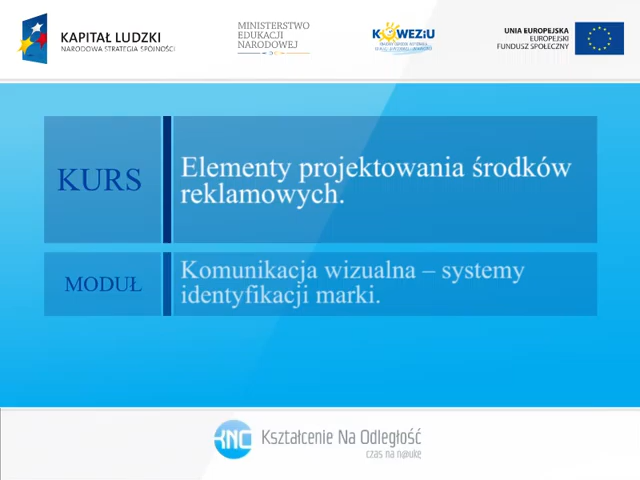 KAPITAŁ LUDZKI
NARODOWA STRATEGIA SPÓJNOŚCI
MINISTERSTWO
EDUKACJI
NARODOWEJ
KOWEZiU
UNIA EUROPEJSKA
EUROPEJSKI
FUNDUSZ SPOŁECZNY
KURS
Elementy projektowania środków
reklamowych.
MODUŁ
Komunikacja wizualna – systemy
identyfikacji marki.
KNO Kształcenie Na Odległość
czas na n@ukę